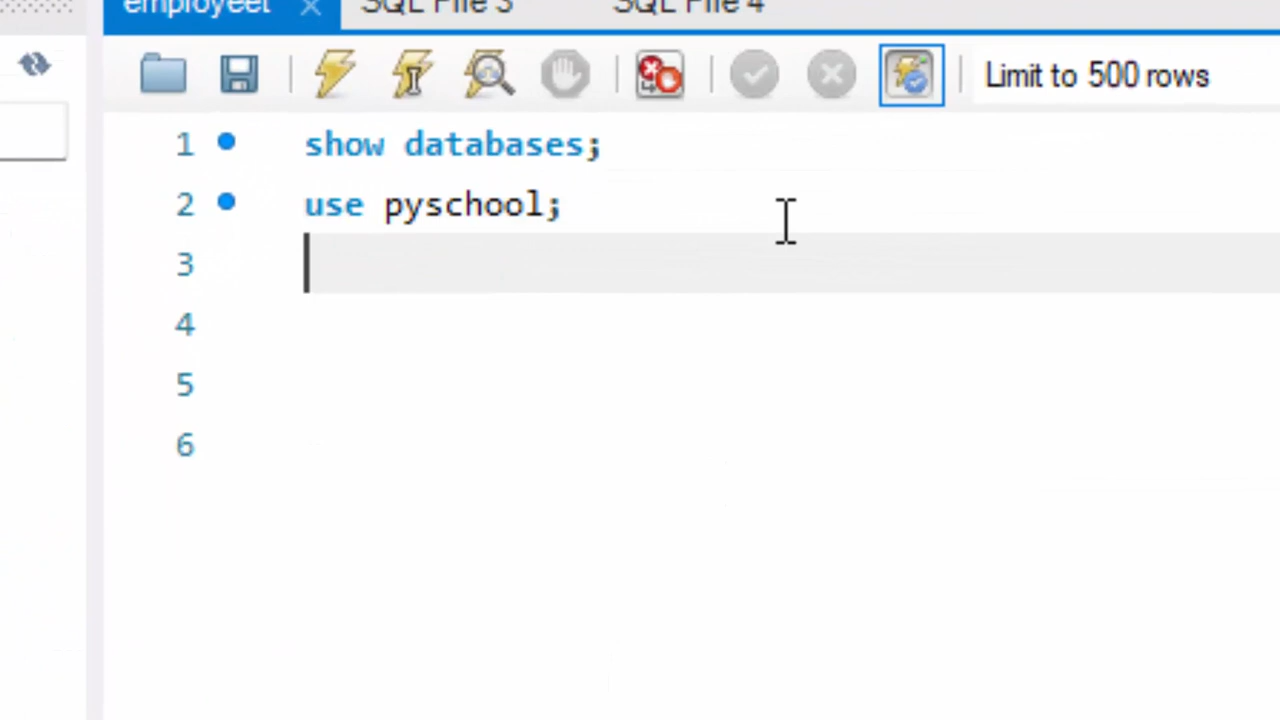 employeet
SQL File 3
SQL File 4
Limit to 500 rows
1 show databases;
2 use pyschool;
3
4
5
6